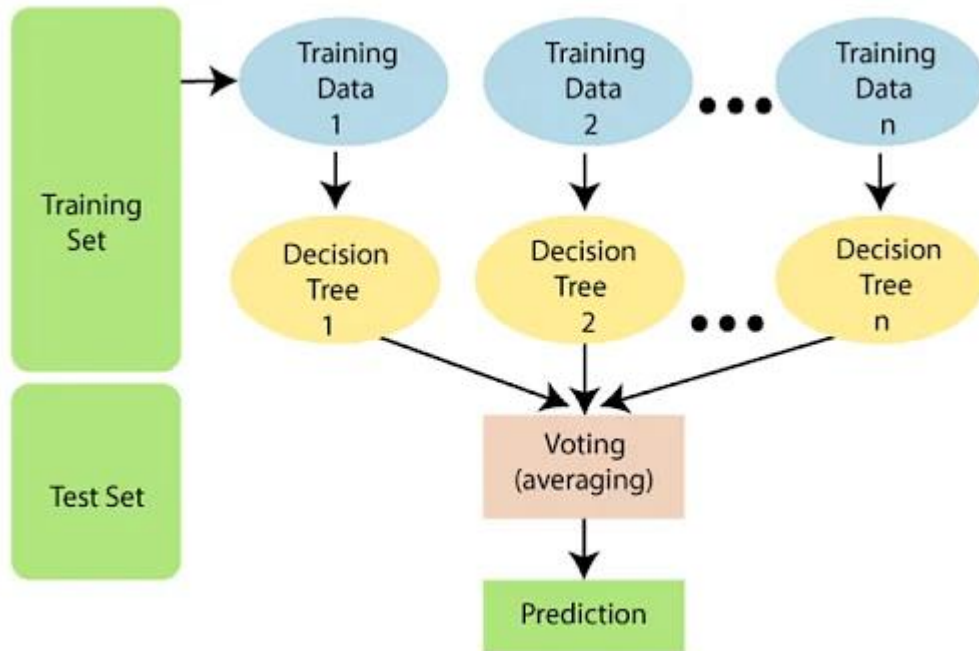 Training
Set
Test Set
Training
Data
1
Training
Data
2
Training
Data
n
Decision
Tree
1
Decision
Tree
2
Decision
Tree
n
Voting
(averaging)
Prediction